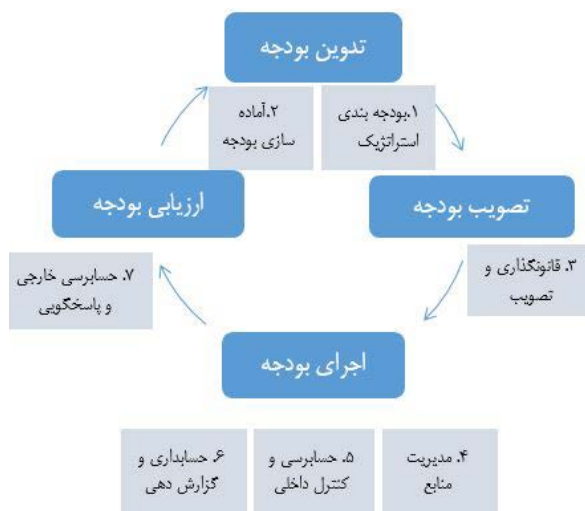 تدوین بودجه
۱.بودجه بندی
استراتژیک
۲.آماده
سازی بودجه
تصویب بودجه
۳. قانونگذاری و
تصویب
ارزیابی بودجه
۷. حسابرسی خارجی
و پاسخگویی
اجرای بودجه
۴. مدیریت
منابع
۵. حسابرسی و
کنترل داخلی
۶. حسابداری و
گزارش دهی